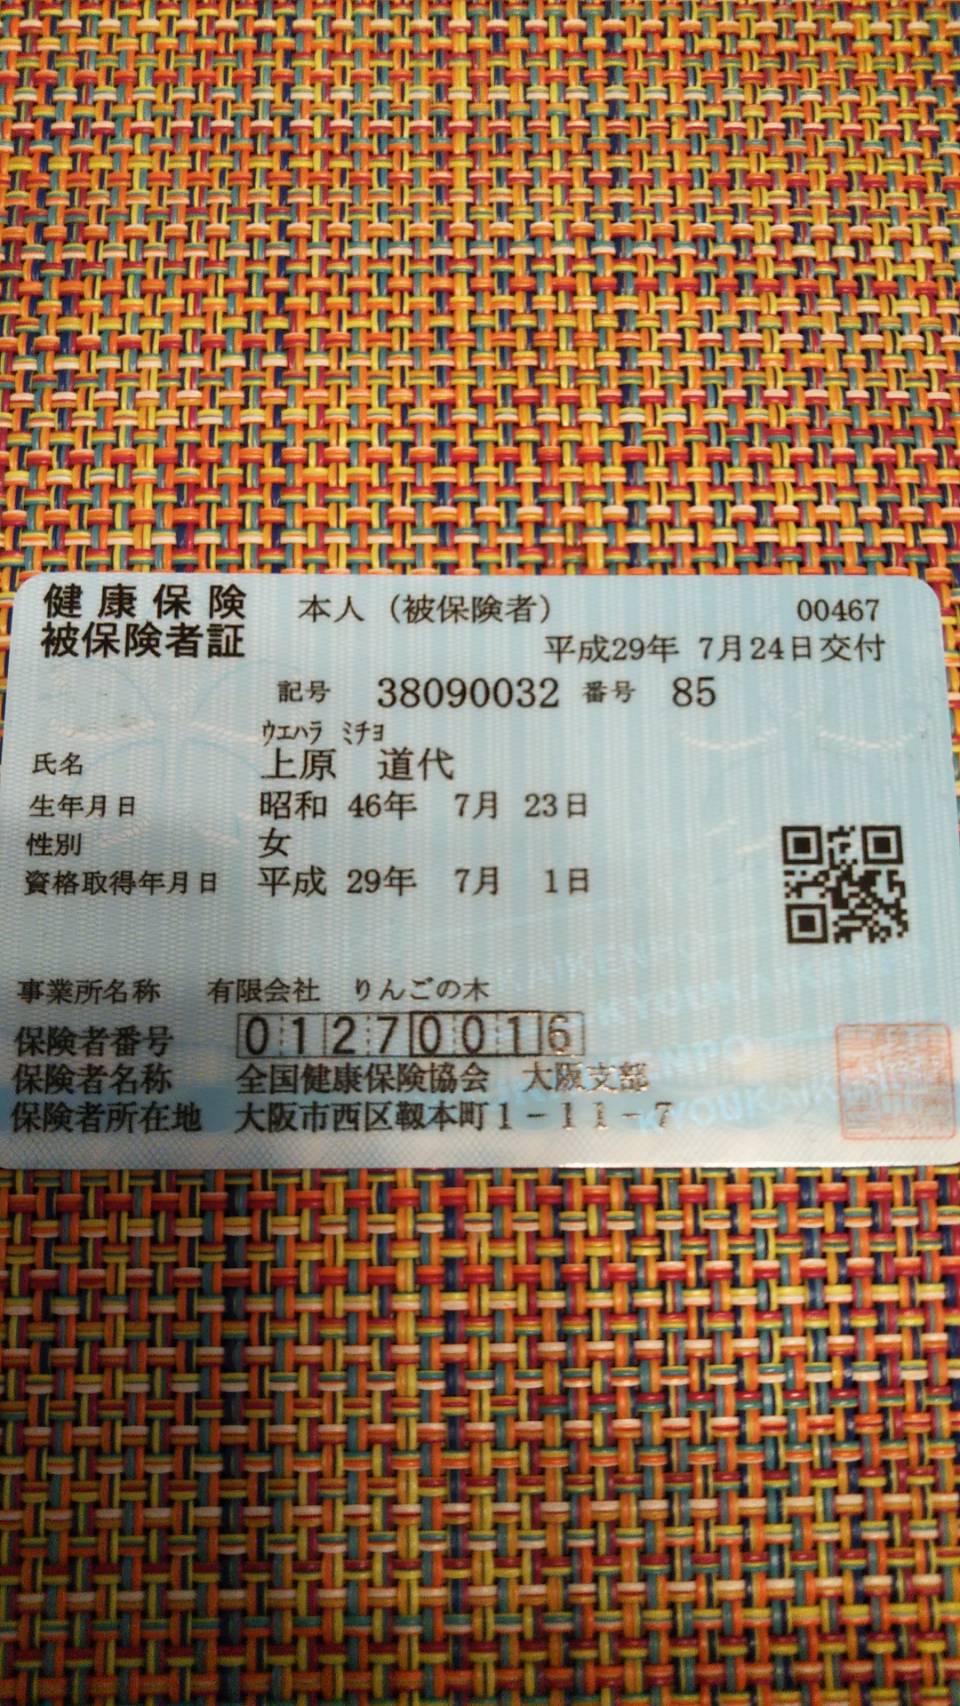 健康保険 本人（被保険者） 00467
被保険者証 平成29年 7月24日交付
記号 38090032 番号 85
ｳｴﾊﾗ ﾐﾁﾖ
氏名 上原 道代
生年月日 昭和 46年 7月 23日
性別 女
資格取得年月日 平成 29年 7月 1日
事業所名称 有限会社 りんごの木
保険者番号 01270016
保険者名称 全国健康保険協会 大阪支部
保険者所在地 大阪市西区靱本町1－11－7